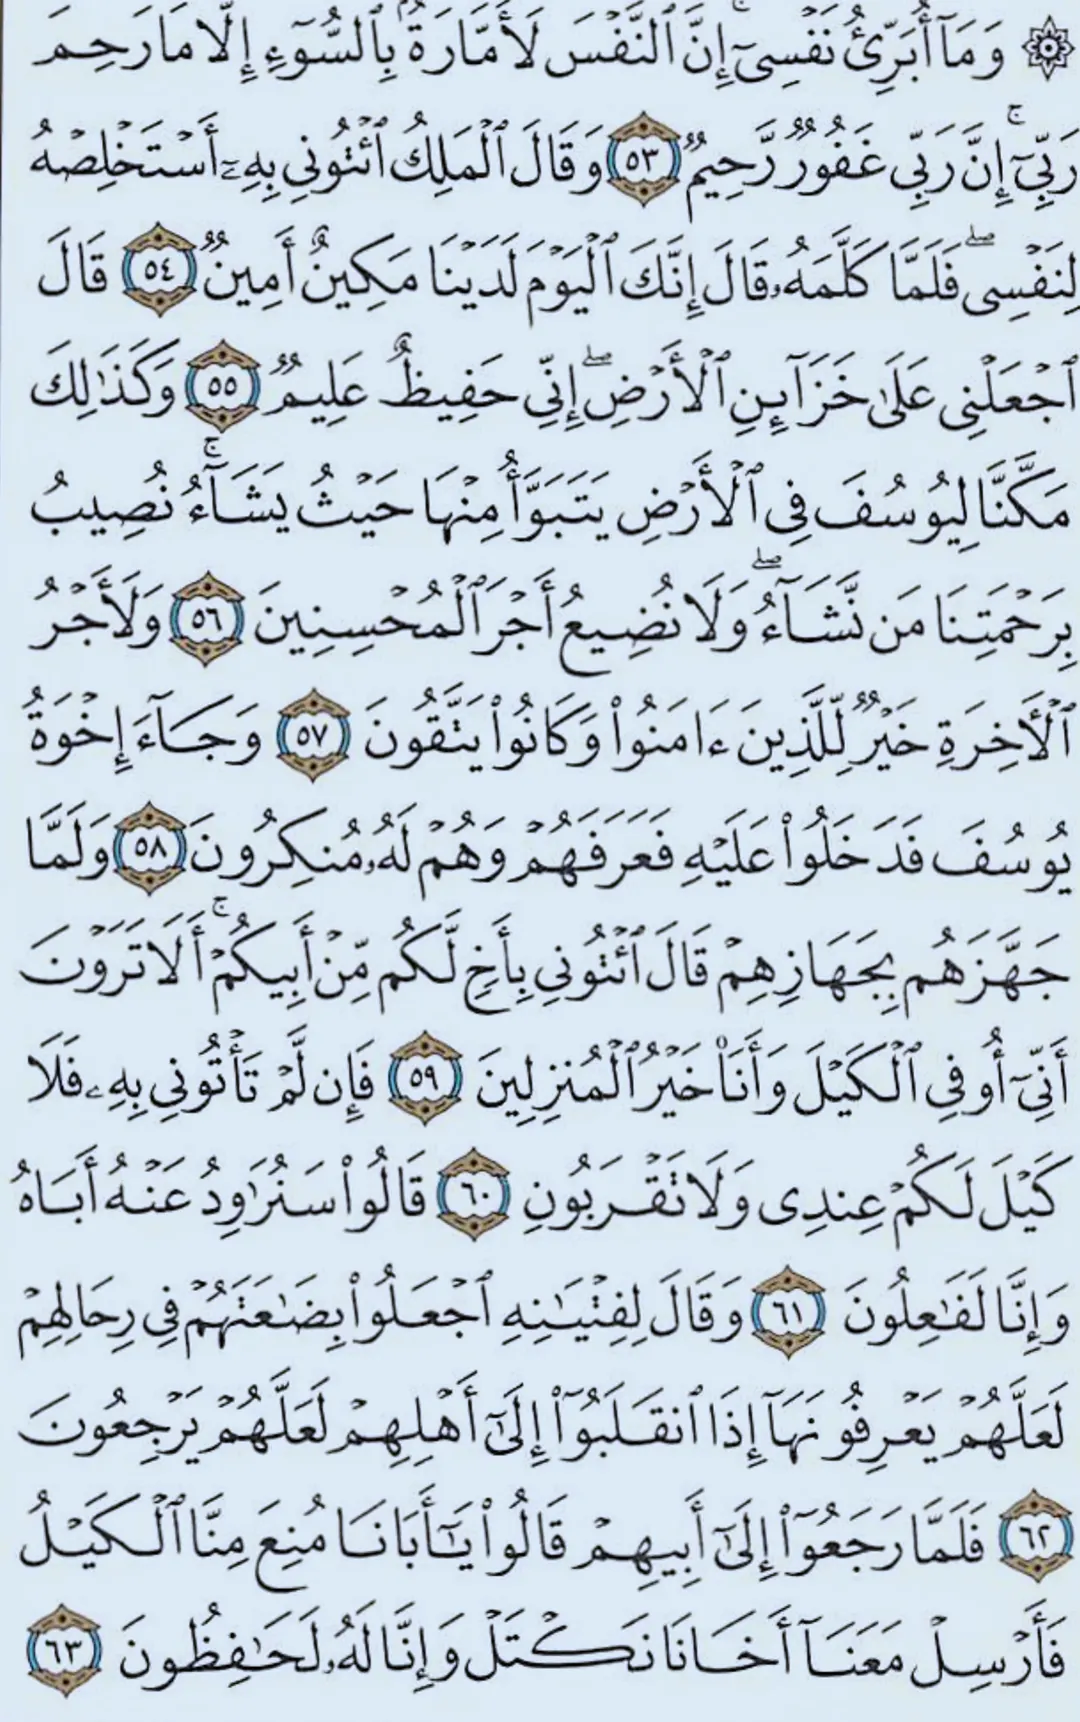 ۞ وَمَآ أُبَرِّئُ نَفْسِىٓ ۚ إِنَّ ٱلنَّفْسَ لَأَمَّارَةٌۢ بِٱلسُّوٓءِ إِلَّا مَا رَحِمَ
رَبِّىٓ ۚ إِنَّ رَبِّى غَفُورٌ رَّحِيمٌ ٥٣ وَقَالَ ٱلْمَلِكُ ٱئْتُونِى بِهِۦٓ أَسْتَخْلِصْهُ
لِنَفْسِى ۖ فَلَمَّا كَلَّمَهُۥ قَالَ إِنَّكَ ٱلْيَوْمَ لَدَيْنَا مَكِينٌ أَمِينٌ ٥٤ قَالَ
ٱجْعَلْنِى عَلَىٰ خَزَآئِنِ ٱلْأَرْضِ ۖ إِنِّى حَفِيظٌ عَلِيمٌ ٥٥ وَكَذَٰلِكَ
مَكَّنَّا لِيُوسُفَ فِى ٱلْأَرْضِ يَتَبَوَّأُ مِنْهَا حَيْثُ يَشَآءُ ۚ نُصِيبُ
بِرَحْمَتِنَا مَن نَّشَآءُ ۖ وَلَا نُضِيعُ أَجْرَ ٱلْمُحْسِنِينَ ٥٦ وَلَأَجْرُ
ٱلْـَٔاخِرَةِ خَيْرٌ لِّلَّذِينَ ءَامَنُوا۟ وَكَانُوا۟ يَتَّقُونَ ٥٧ وَجَآءَ إِخْوَةُ
يُوسُفَ فَدَخَلُوا۟ عَلَيْهِ فَعَرَفَهُمْ وَهُمْ لَهُۥ مُنكِرُونَ ٥٨ وَلَمَّا
جَهَّزَهُم بِجَهَازِهِمْ قَالَ ٱئْتُونِى بِأَخٍ لَّكُم مِّنْ أَبِيكُمْ ۚ أَلَا تَرَوْنَ
أَنِّىٓ أُوفِى ٱلْكَيْلَ وَأَنَا۠ خَيْرُ ٱلْمُنزِلِينَ ٥٩ فَإِن لَّمْ تَأْتُونِى بِهِۦ فَلَا
كَيْلَ لَكُمْ عِندِى وَلَا تَقْرَبُونِ ٦٠ قَالُوا۟ سَنُرَٰوِدُ عَنْهُ أَبَاهُ
وَإِنَّا لَفَٰعِلُونَ ٦١ وَقَالَ لِفِتْيَٰنِهِ ٱجْعَلُوا۟ بِضَٰعَتَهُمْ فِى رِحَالِهِمْ
لَعَلَّهُمْ يَعْرِفُونَهَآ إِذَا ٱنقَلَبُوٓا۟ إِلَىٰٓ أَهْلِهِمْ لَعَلَّهُمْ يَرْجِعُونَ
٦٢ فَلَمَّا رَجَعُوٓا۟ إِلَىٰٓ أَبِيهِمْ قَالُوا۟ يَٰٓأَبَانَا مُنِعَ مِنَّا ٱلْكَيْلُ
فَأَرْسِلْ مَعَنَآ أَخَانَا نَكْتَلْ وَإِنَّا لَهُۥ لَحَٰفِظُونَ ٦٣